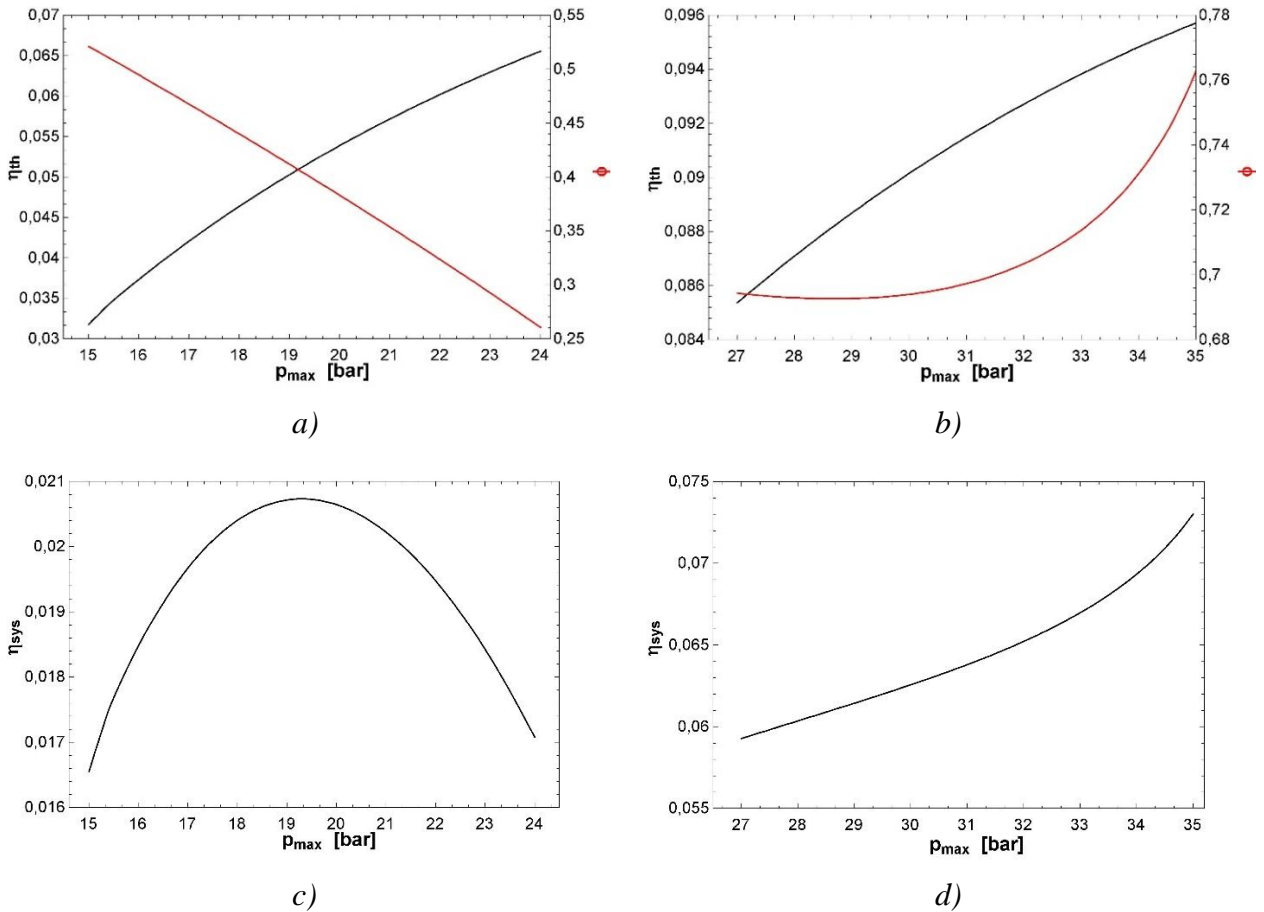 0,07 0,55
0,065 0,5
0,06 0,45
0,055
0,05 0,4
0,045 0,35
0,04 0,3
0,035
0,03 0,25
ηth
ϕ
15 16 17 18 19 20 21 22 23 24
pmax [bar]
a)
0,096 0,78
0,094 0,76
0,092 0,74
0,09 0,72
0,088
0,086 0,7
0,084 0,68
ηth
ϕ
27 28 29 30 31 32 33 34 35
pmax [bar]
b)
0,021
0,02
0,019
0,018
0,017
0,016
ηsys
15 16 17 18 19 20 21 22 23 24
pmax [bar]
c)
0,075
0,07
0,065
0,06
0,055
ηsys
27 28 29 30 31 32 33 34 35
pmax [bar]
d)